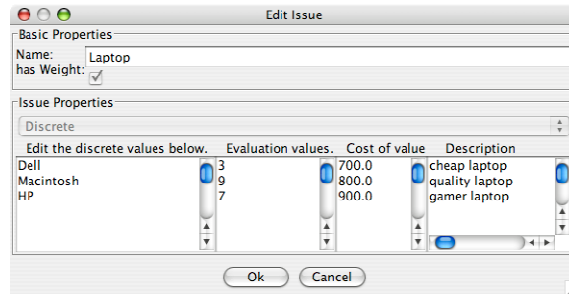 Edit Issue
Basic Properties
Name: Laptop
has Weight:
Issue Properties
Discrete
Edit the discrete values below. Evaluation values. Cost of value Description
Dell 3 700.0 cheap laptop
Macintosh 9 800.0 quality laptop
HP 7 900.0 gamer laptop
Ok Cancel